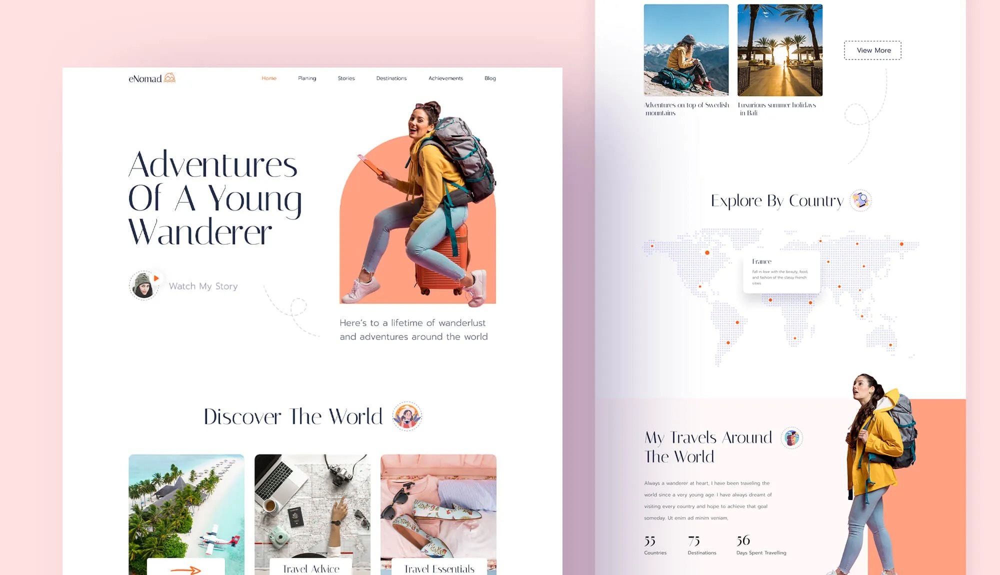 eNomad
Home
Planing
Stories
Destinations
Achievements
Blog
Adventures
Of A Young
Wanderer
Watch My Story
Here's to a lifetime of wanderlust
and adventures around the world
Discover The World
Travel Advice
Travel Essentials
Adventures on top of Swedish
mountains
Luxurious summer holidays
in Bali
View More
Explore By Country
France
Fall in love with the beauty, food,
and fashion of the classy French
cities
My Travels Around
The World
Always a wanderer at heart, I have been traveling the
world since a very young age. I have always dreamt of
visiting every country and hope to achieve that goal
someday. Ut enim ad minim veniam,
55
Countries
75
Destinations
56
Days Spent Travelling